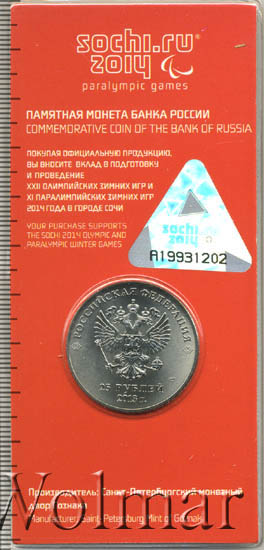 sochi.ru
2014
paralympic games
ПАМЯТНАЯ МОНЕТА БАНКА РОССИИ
COMMEMORATIVE COIN OF THE BANK OF RUSSIA
ПОКУПАЯ ОФИЦИАЛЬНУЮ ПРОДУКЦИЮ,
ВЫ ВНОСИТЕ ВКЛАД В ПОДГОТОВКУ
И ПРОВЕДЕНИЕ
XXII ОЛИМПИЙСКИХ ЗИМНИХ ИГР И
XI ПАРАЛИМПИЙСКИХ ЗИМНИХ ИГР
2014 ГОДА В ГОРОДЕ СОЧИ
YOUR PURCHASE SUPPORTS
THE SOCHI 2014 OLYMPIC AND
PARALYMPIC WINTER GAMES
sochi.ru
2014
A19931202
РОССИЙСКАЯ ФЕДЕРАЦИЯ
25 РУБЛЕЙ
2013 г.
Wolmar
Производитель: Санкт-Петербургский монетный
двор Гознака
Manufacturer: Saint-Petersburg Mint of Goznak